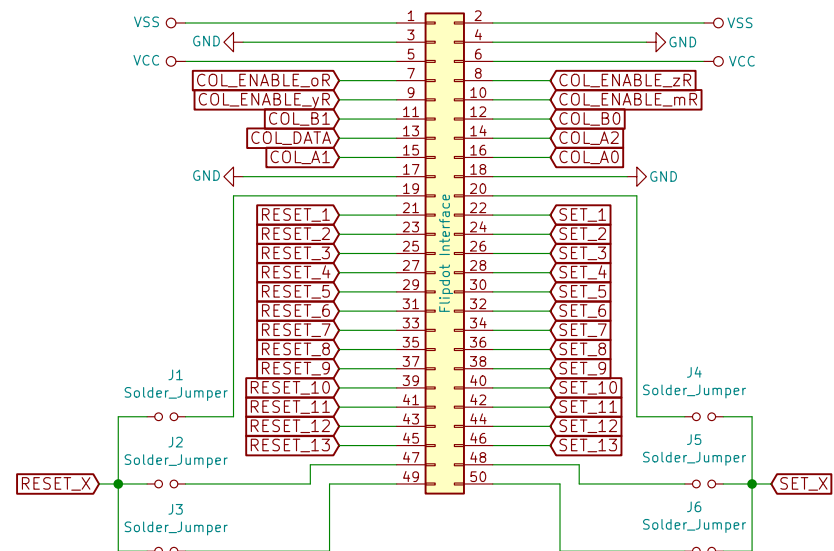 VSS 1 2 VSS
GND 3 4 GND
VCC 5 6 VCC
COL_ENABLE_oR 7 8 COL_ENABLE_zR
COL_ENABLE_yR 9 10 COL_ENABLE_mR
COL_B1 11 12 COL_B0
COL_DATA 13 14 COL_A2
COL_A1 15 16 COL_A0
GND 17 18 GND
19 20
RESET_1 21 22 SET_1
RESET_2 23 24 SET_2
RESET_3 25 26 SET_3
RESET_4 27 28 SET_4
RESET_5 29 30 SET_5
RESET_6 31 32 SET_6
RESET_7 33 34 SET_7
RESET_8 35 36 SET_8
RESET_9 37 38 SET_9
RESET_10 39 40 SET_10
RESET_11 41 42 SET_11
RESET_12 43 44 SET_12
RESET_13 45 46 SET_13
47 48
49 50
Flipdot Interface
J1
Solder_Jumper
J2
Solder_Jumper
RESET_X
J3
Solder_Jumper
J4
Solder_Jumper
J5
Solder_Jumper
SET_X
J6
Solder_Jumper